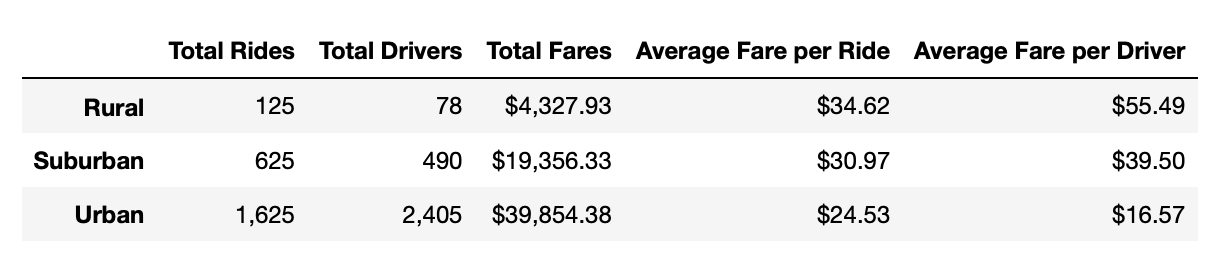 Total Rides Total Drivers Total Fares Average Fare per Ride Average Fare per Driver
Rural 125 78 $4,327.93 $34.62 $55.49
Suburban 625 490 $19,356.33 $30.97 $39.50
Urban 1,625 2,405 $39,854.38 $24.53 $16.57